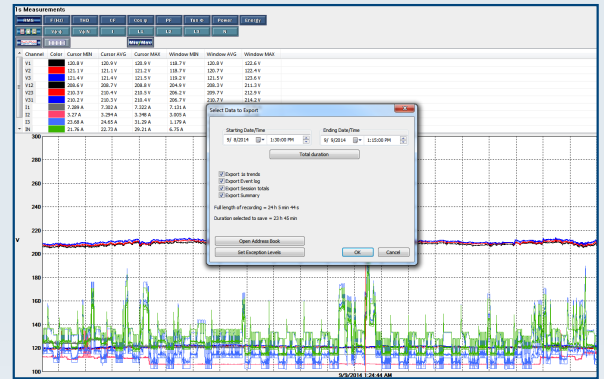 1s Measurements
RMS F (Hz) THD CF Cos φ PF Tan Φ Power Energy
V φ-φ V φ-N I L1 L2 L3 N
Min/Max
Channel Color Cursor MIN Cursor AVG Cursor MAX Window MIN Window AVG Window MAX
V1 120.8 V 120.8 V 120.9 V 118.7 V 120.8 V 122.6 V
V2 121.1 V 121.1 V 121.2 V 118.7 V 120.7 V 122.4 V
V3 121.4 V 121.4 V 121.5 V 119.2 V 121.5 V 123.6 V
V12 208.6 V 208.7 V 208.8 V 204.9 V 208.3 V 211.3 V
V23 210.3 V 210.4 V 210.5 V 206.2 V 209.9 V 212.9 V
V31 210.2 V 210.3 V 210.4 V 206.7 V 210.7 V 214.2 V
I1 7.289 A 7.302 A 7.322 A 7.131 A
I2 3.27 A 3.294 A 3.348 A 3.003 A
I3 23.68 A 24.65 A 31.29 A 1.179 A
IN 21.76 A 22.73 A 29.21 A 6.75 A
Select Data to Export
Starting Date/Time Ending Date/Time
9/ 8/2014 1:30:00 PM 9/ 9/2014 1:15:00 PM
Total duration
Export 1s trends
Export Event log
Export Session totals
Export Summary
Full length of recording = 24 h 5 min 44 s
Duration selected to save = 23 h 45 min
Open Address Book
Set Exception Levels OK Cancel
300
280
260
240
V
220
200
180
160
140
120
100
9/9/2014 1:24:44 AM